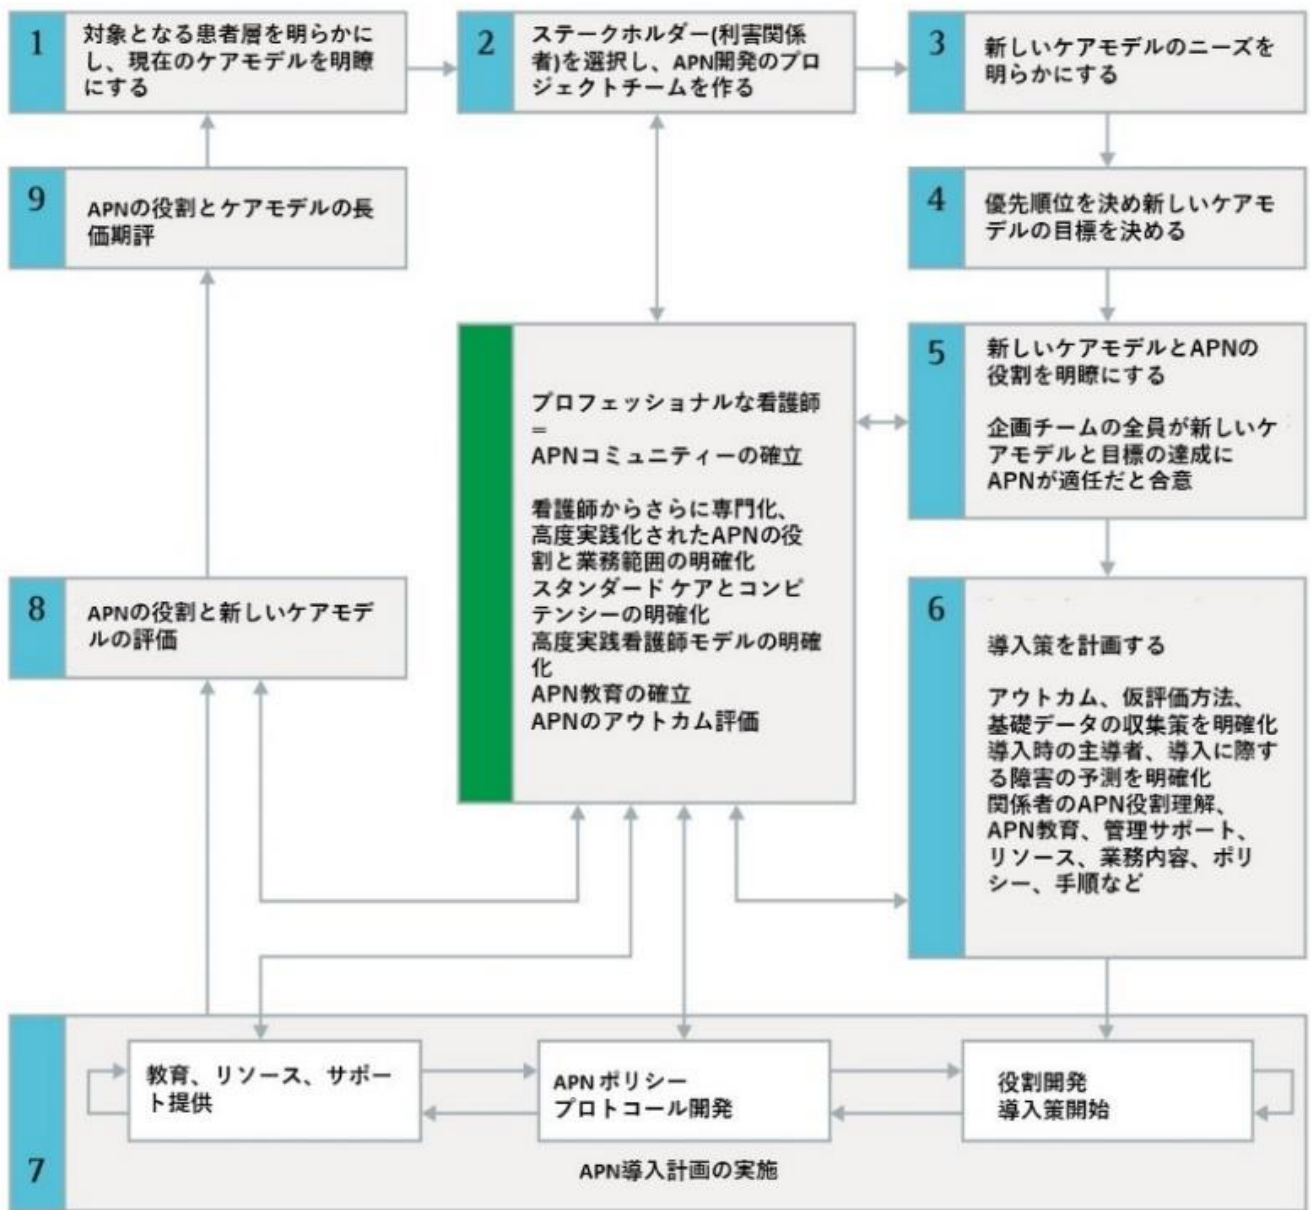 1
対象となる患者層を明らかに
し、現在のケアモデルを明瞭
にする
2
ステークホルダー(利害関係
者)を選択し、APN開発のプロ
ジェクトチームを作る
3
新しいケアモデルのニーズを
明らかにする
9
APNの役割とケアモデルの長
価期評
4
優先順位を決め新しいケアモ
デルの目標を決める
プロフェッショナルな看護師
=
APNコミュニティーの確立
看護師からさらに専門化、
高度実践化されたAPNの役
割と業務範囲の明確化
スタンダード ケアとコンピ
テンシーの明確化
高度実践看護師モデルの明確
化
APN教育の確立
APNのアウトカム評価
5
新しいケアモデルとAPNの
役割を明瞭にする
企画チームの全員が新しいケ
アモデルと目標の達成に
APNが適任だと合意
8
APNの役割と新しいケアモデ
ルの評価
6
導入策を計画する
アウトカム、仮評価方法、
基礎データの収集策を明確化
導入時の主導者、導入に際す
る障害の予測を明確化
関係者のAPN役割理解、
APN教育、管理サポート、
リソース、業務内容、ポリ
シー、手順など
7
教育、リソース、サポー
ト提供
APN ポリシー
プロトコール開発
役割開発
導入策開始
APN導入計画の実施